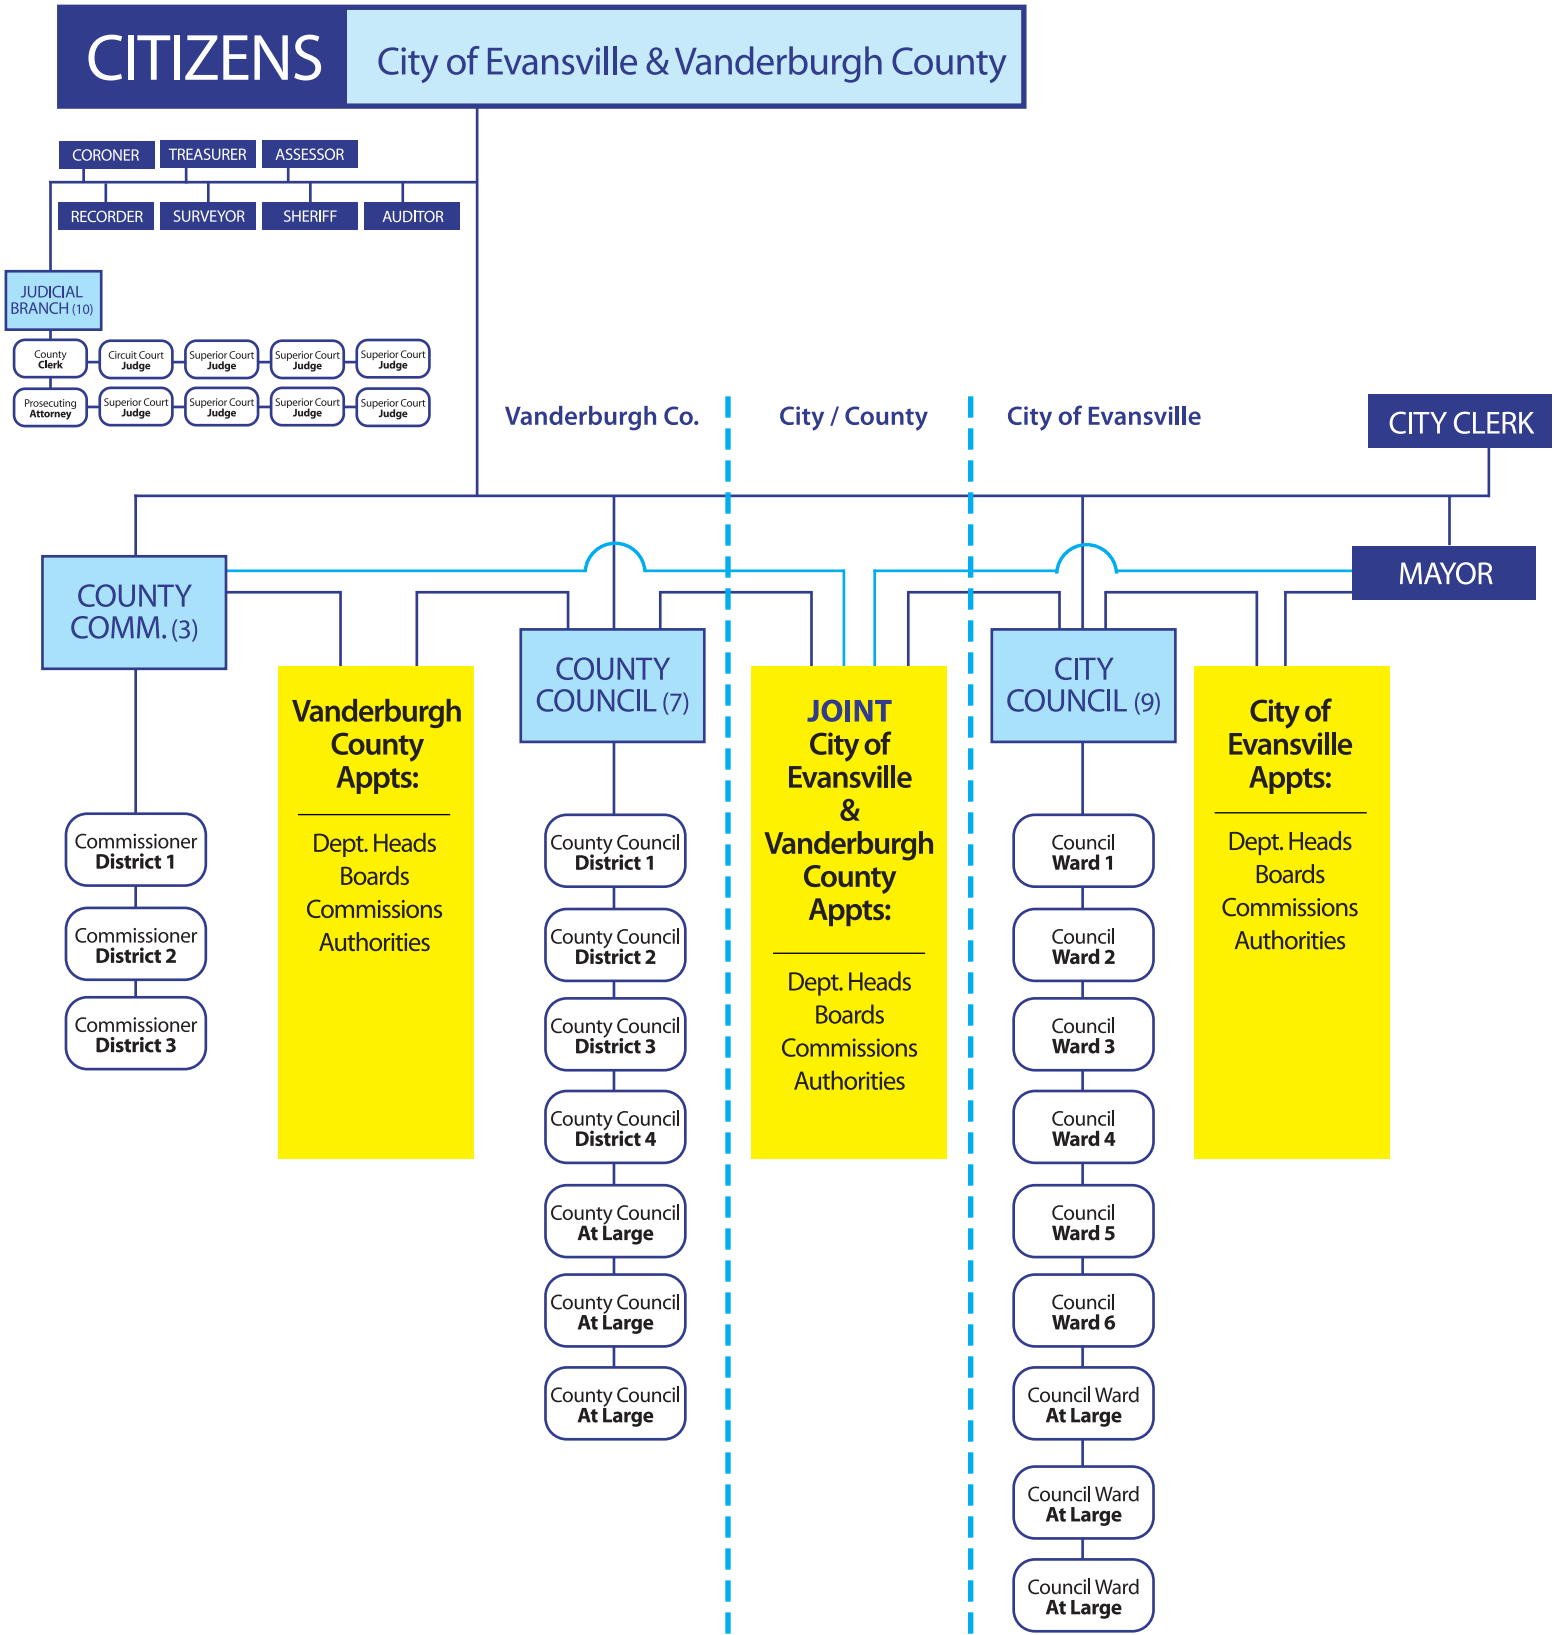 CITIZENS
City of Evansville & Vanderburgh County
CORONER
TREASURER
ASSESSOR
RECORDER
SURVEYOR
SHERIFF
AUDITOR
JUDICIAL
BRANCH (10)
County
Clerk
Circuit Court
Judge
Superior Court
Judge
Superior Court
Judge
Superior Court
Judge
Prosecuting
Attorney
Superior Court
Judge
Superior Court
Judge
Superior Court
Judge
Superior Court
Judge
Vanderburgh Co.
City / County
City of Evansville
CITY CLERK
MAYOR
COUNTY
COMM. (3)
Commissioner
District 1
Commissioner
District 2
Commissioner
District 3
Vanderburgh
County
Appts:
Dept. Heads
Boards
Commissions
Authorities
COUNTY
COUNCIL (7)
County Council
District 1
County Council
District 2
County Council
District 3
County Council
District 4
County Council
At Large
County Council
At Large
County Council
At Large
JOINT
City of
Evansville
&
Vanderburgh
County
Appts:
Dept. Heads
Boards
Commissions
Authorities
CITY
COUNCIL (9)
Council
Ward 1
Council
Ward 2
Council
Ward 3
Council
Ward 4
Council
Ward 5
Council
Ward 6
Council Ward
At Large
Council Ward
At Large
Council Ward
At Large
City of
Evansville
Appts:
Dept. Heads
Boards
Commissions
Authorities